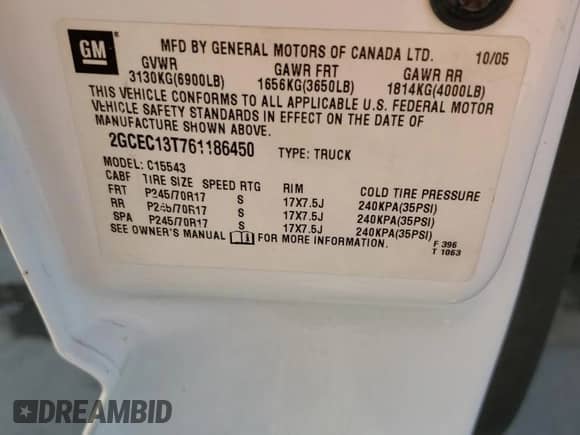 GM
MFD BY GENERAL MOTORS OF CANADA LTD. 10/05
GVWR GAWR FRT GAWR RR
3130KG(6900LB) 1656KG(3650LB) 1814KG(4000LB)
THIS VEHICLE CONFORMS TO ALL APPLICABLE U.S. FEDERAL MOTOR
VEHICLE SAFETY STANDARDS IN EFFECT ON THE DATE OF
MANUFACTURE SHOWN ABOVE.
2GCEC13T761186450 TYPE: TRUCK
MODEL: C15543
CABF TIRE SIZE SPEED RTG RIM COLD TIRE PRESSURE
FRT P245/70R17 S 17X7.5J 240KPA(35PSI)
RR P245/70R17 S 17X7.5J 240KPA(35PSI)
SPA P245/70R17 S 17X7.5J 240KPA(35PSI)
SEE OWNER'S MANUAL FOR MORE INFORMATION.
F 396
T 1063
DREAMBID